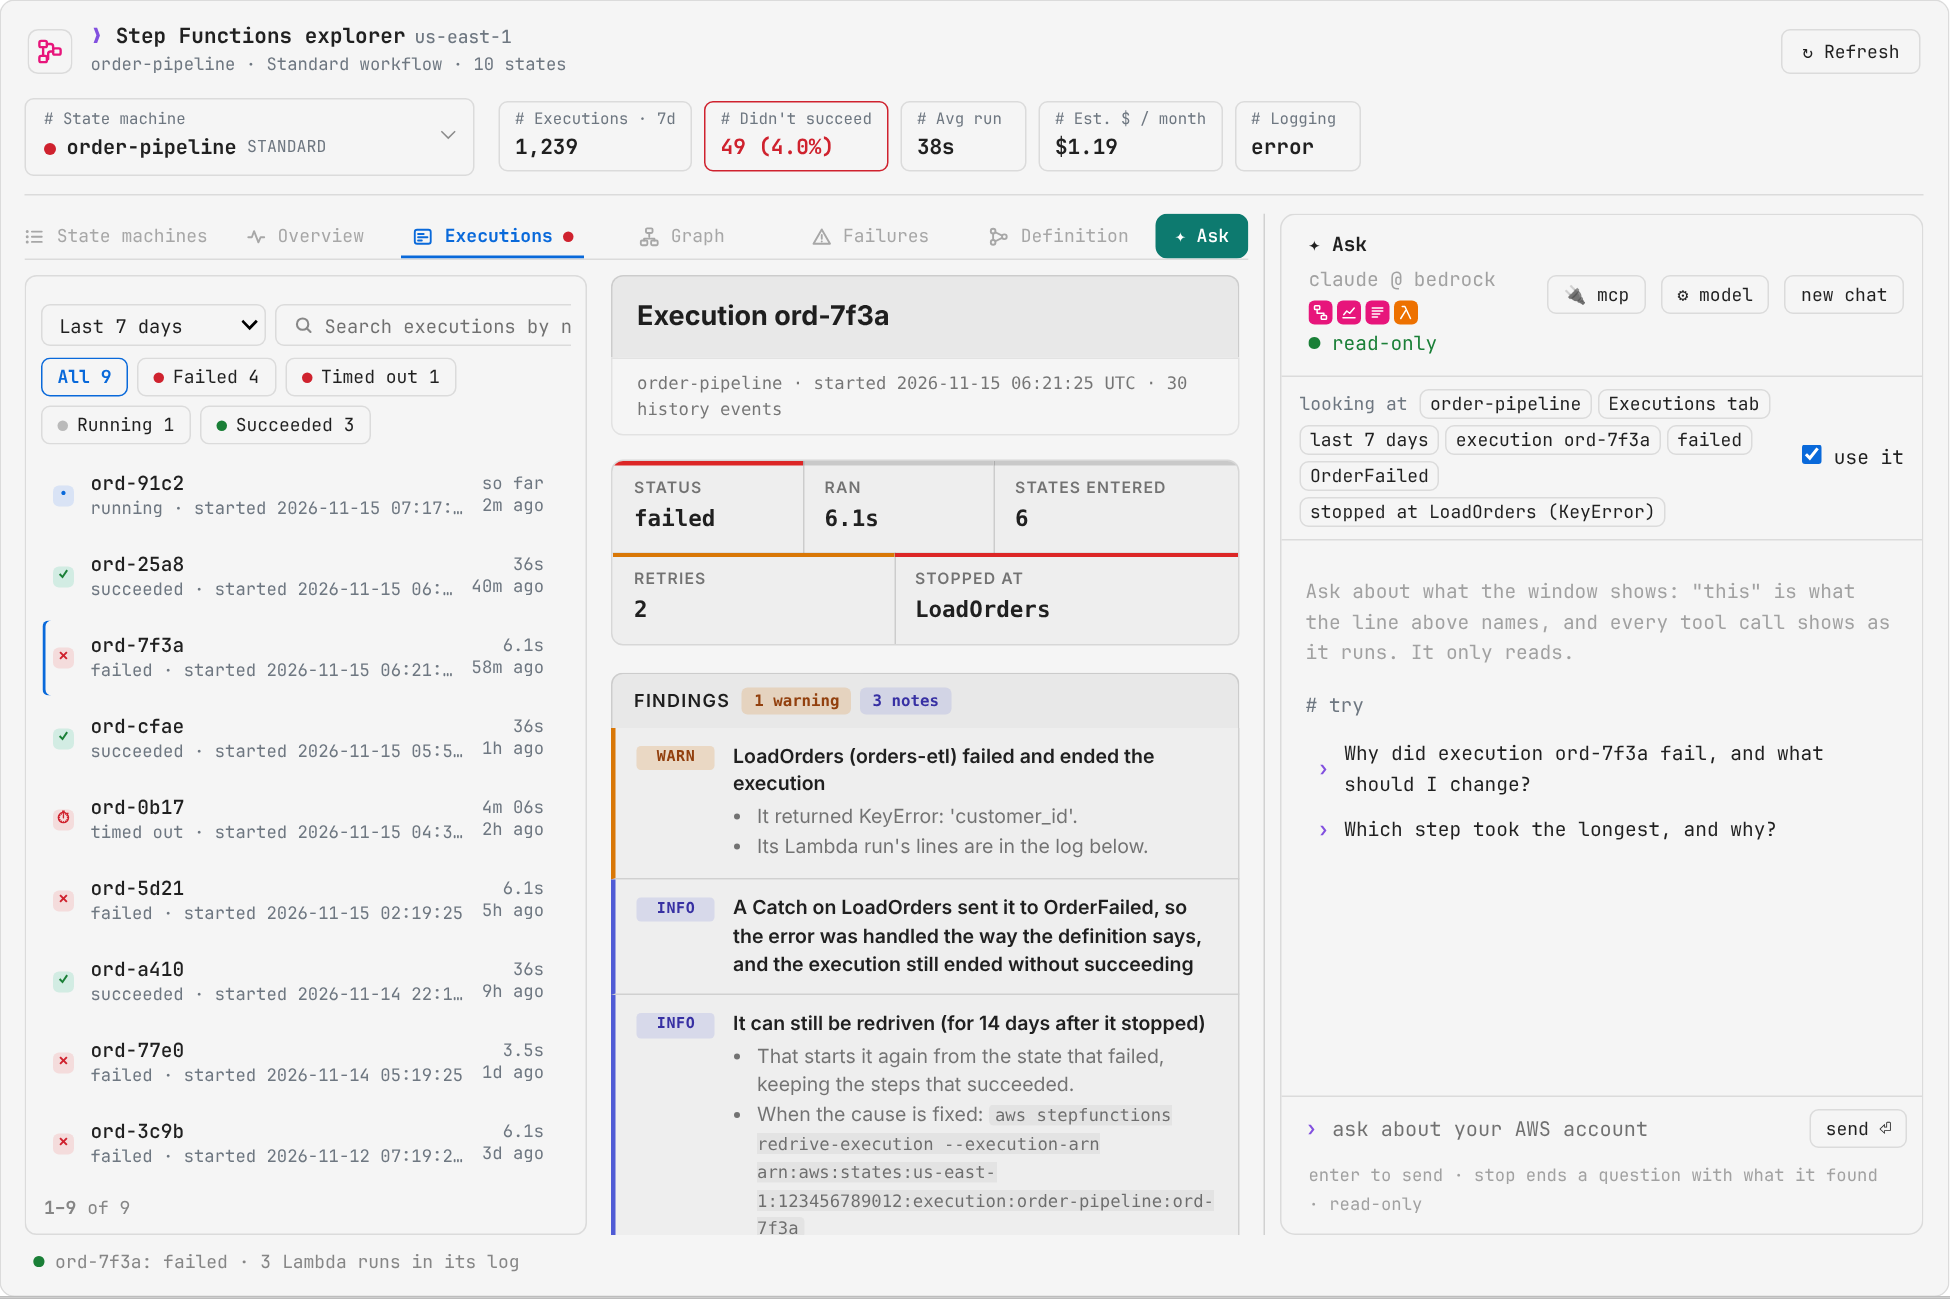 ❱ Step Functions explorer us-east-1
order-pipeline · Standard workflow · 10 states
↻ Refresh
# State machine
order-pipeline STANDARD
# Executions · 7d
1,239
# Didn't succeed
49 (4.0%)
# Avg run
38s
# Est. $ / month
$1.19
# Logging
error
State machines
Overview
Executions
Graph
Failures
Definition
✦ Ask
Last 7 days
Search executions by n
All 9
Failed 4
Timed out 1
Running 1
Succeeded 3
ord-91c2 so far
running · started 2026-11-15 07:17:… 2m ago
ord-25a8 36s
succeeded · started 2026-11-15 06:… 40m ago
ord-7f3a 6.1s
failed · started 2026-11-15 06:21:… 58m ago
ord-cfae 36s
succeeded · started 2026-11-15 05:5… 1h ago
ord-0b17 4m 06s
timed out · started 2026-11-15 04:3… 2h ago
ord-5d21 6.1s
failed · started 2026-11-15 02:19:25 5h ago
ord-a410 36s
succeeded · started 2026-11-14 22:1… 9h ago
ord-77e0 3.5s
failed · started 2026-11-14 05:19:25 1d ago
ord-3c9b 6.1s
failed · started 2026-11-12 07:19:2… 3d ago
1–9 of 9
Execution ord-7f3a
order-pipeline · started 2026-11-15 06:21:25 UTC · 30
history events
STATUS
failed
RAN
6.1s
STATES ENTERED
6
RETRIES
2
STOPPED AT
LoadOrders
FINDINGS 1 warning 3 notes
WARN LoadOrders (orders-etl) failed and ended the
execution
• It returned KeyError: 'customer_id'.
• Its Lambda run's lines are in the log below.
INFO A Catch on LoadOrders sent it to OrderFailed, so
the error was handled the way the definition says,
and the execution still ended without succeeding
INFO It can still be redriven (for 14 days after it stopped)
• That starts it again from the state that failed,
keeping the steps that succeeded.
• When the cause is fixed: aws stepfunctions
redrive-execution --execution-arn
arn:aws:states:us-east-
1:123456789012:execution:order-pipeline:ord-
7f3a
✦ Ask
claude @ bedrock
read-only
mcp
model
new chat
looking at order-pipeline Executions tab
last 7 days execution ord-7f3a failed
OrderFailed
stopped at LoadOrders (KeyError)
use it
Ask about what the window shows: "this" is what
the line above names, and every tool call shows as
it runs. It only reads.
# try
› Why did execution ord-7f3a fail, and what
should I change?
› Which step took the longest, and why?
› ask about your AWS account
send ⏎
enter to send · stop ends a question with what it found
· read-only
ord-7f3a: failed · 3 Lambda runs in its log